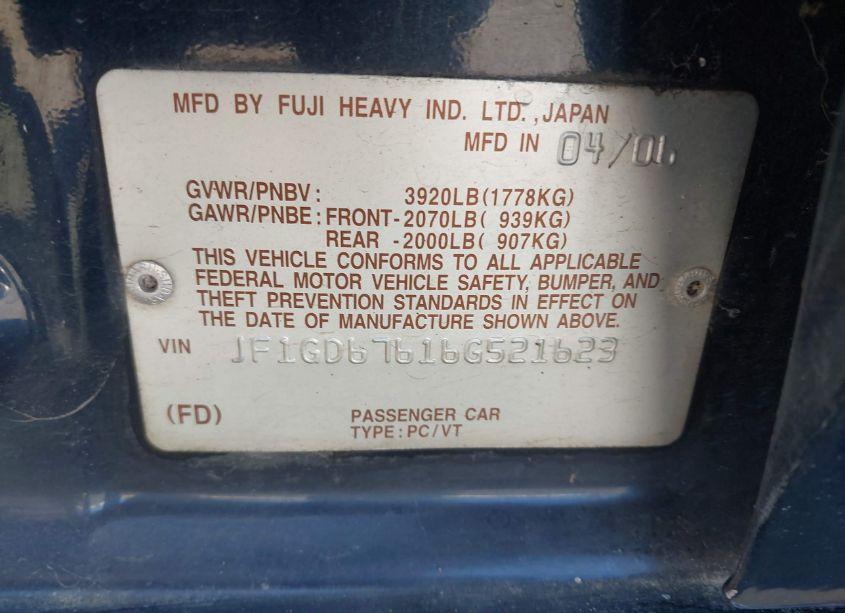 MFD BY FUJI HEAVY IND. LTD., JAPAN
MFD IN 04/06
GVWR/PNBV: 3920LB(1778KG)
GAWR/PNBE: FRONT-2070LB( 939KG)
REAR -2000LB( 907KG)
THIS VEHICLE CONFORMS TO ALL APPLICABLE
FEDERAL MOTOR VEHICLE SAFETY, BUMPER, AND
THEFT PREVENTION STANDARDS IN EFFECT ON
THE DATE OF MANUFACTURE SHOWN ABOVE.
VIN JF1GD67616G521623
(FD) PASSENGER CAR
TYPE: PC/VT